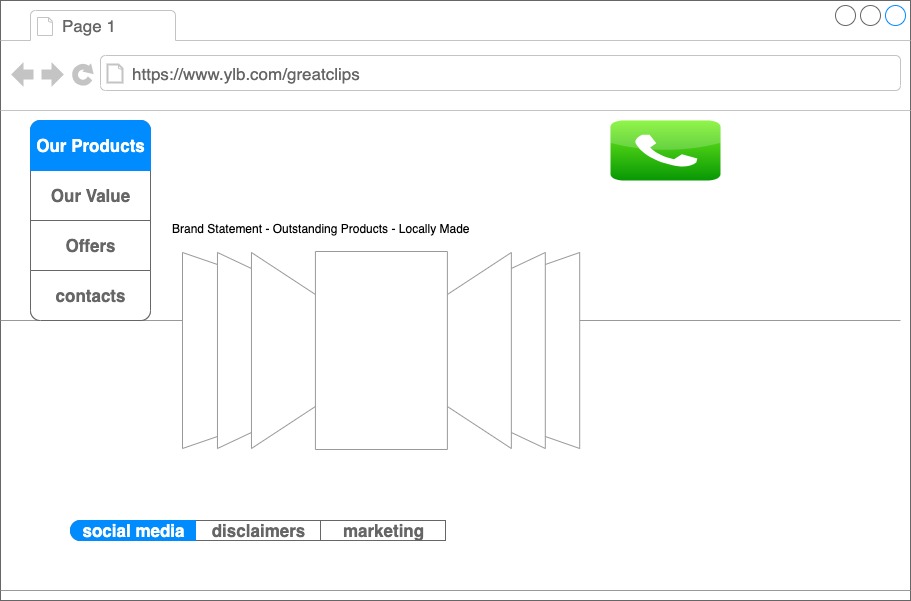 Page 1
https://www.ylb.com/greatclips
Our Products
Our Value
Offers
contacts
Brand Statement - Outstanding Products - Locally Made
social media
disclaimers
marketing